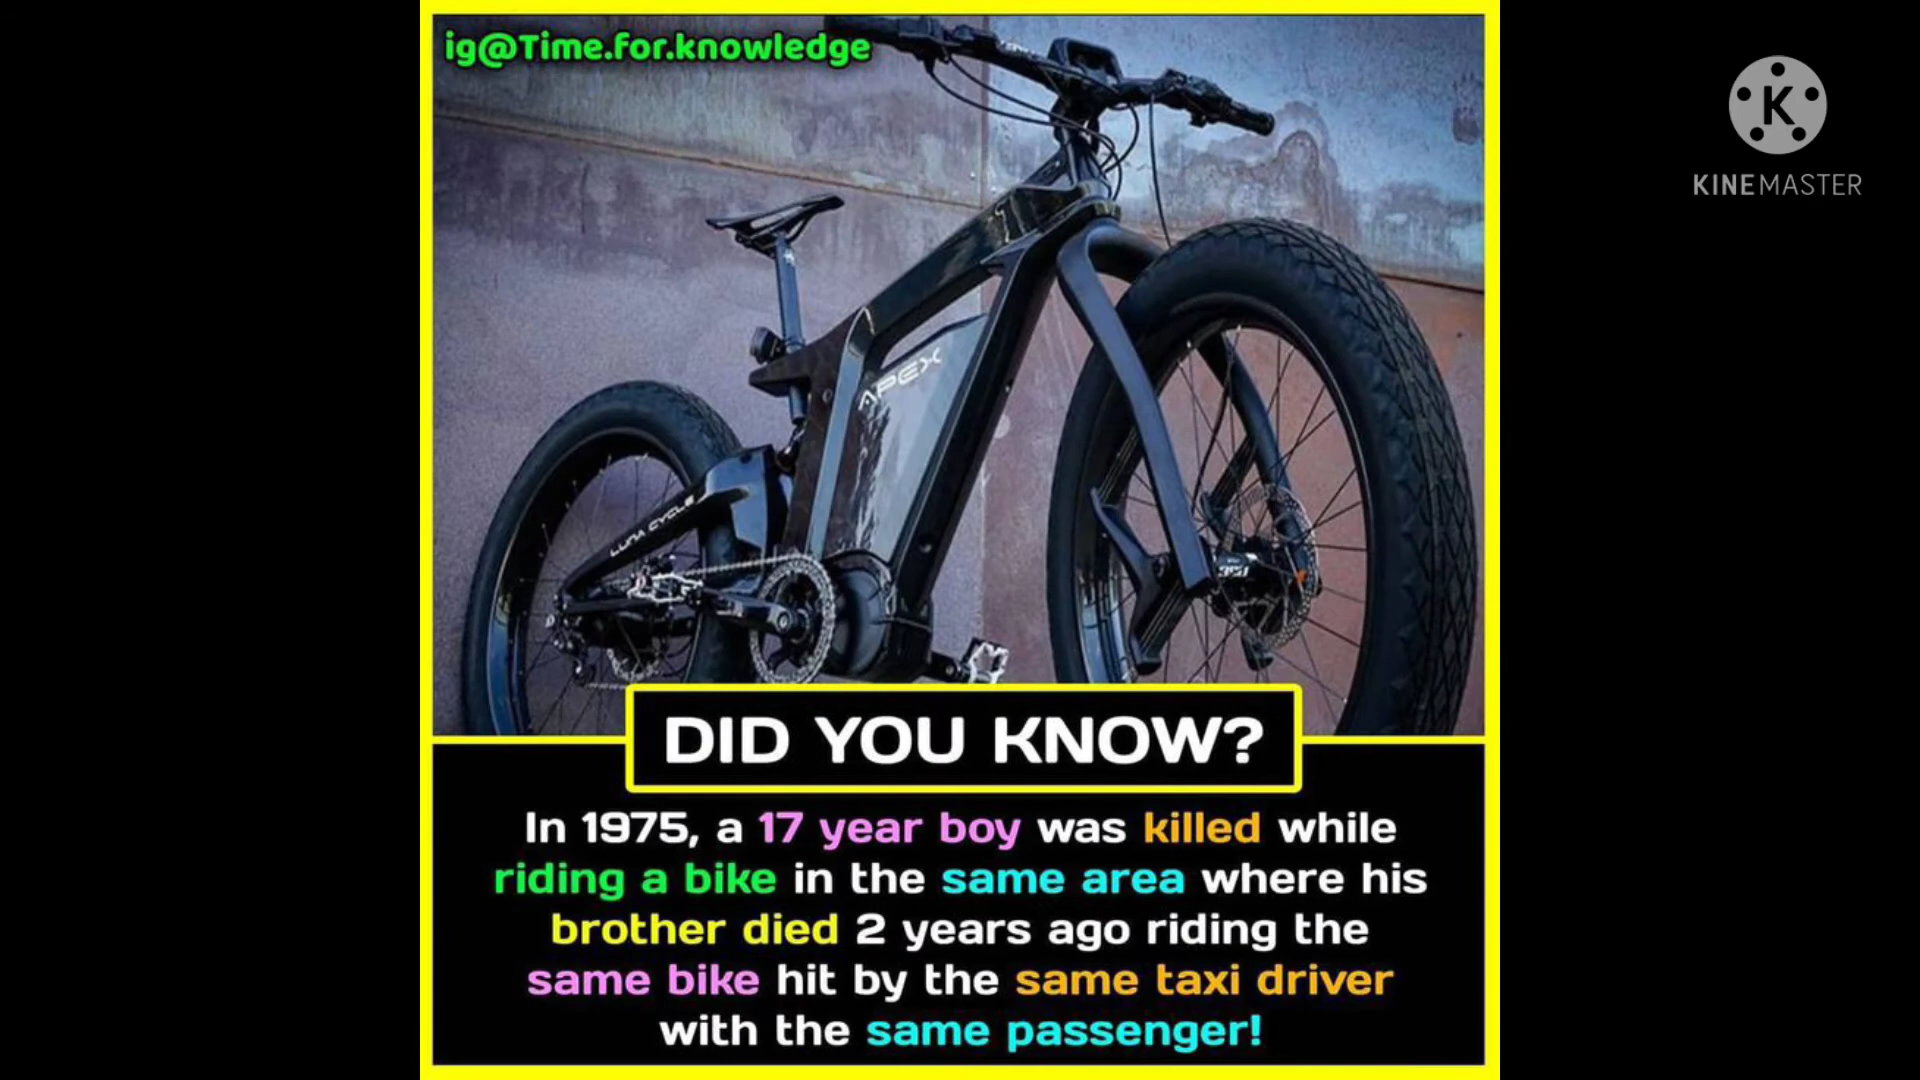 ig@Time.for.knowledge
KINEMASTER
APEX
LUNA CYCLE
DID YOU KNOW?
In 1975, a 17 year boy was killed while
riding a bike in the same area where his
brother died 2 years ago riding the
same bike hit by the same taxi driver
with the same passenger!